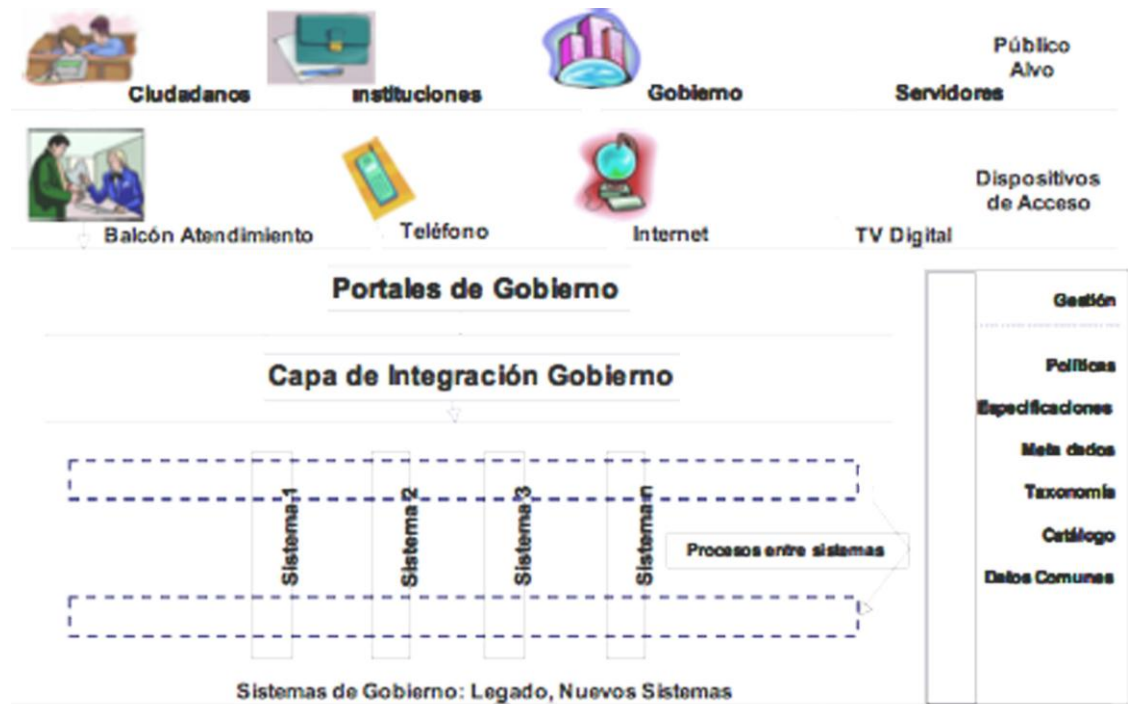 Público
Alvo
Ciudadanos
Instituciones
Gobierno
Servidores
Dispositivos
de Acceso
Balcón Atendimiento
Teléfono
Internet
TV Digital
Portales de Gobierno
Capa de Integración Gobierno
Sistema 1
Sistema 2
Sistema 3
Sistema n
Procesos entre sistemas
Sistemas de Gobierno: Legado, Nuevos Sistemas
Gestión
Políticas
Especificaciones
Meta dados
Taxonomía
Catálogo
Datos Comunes